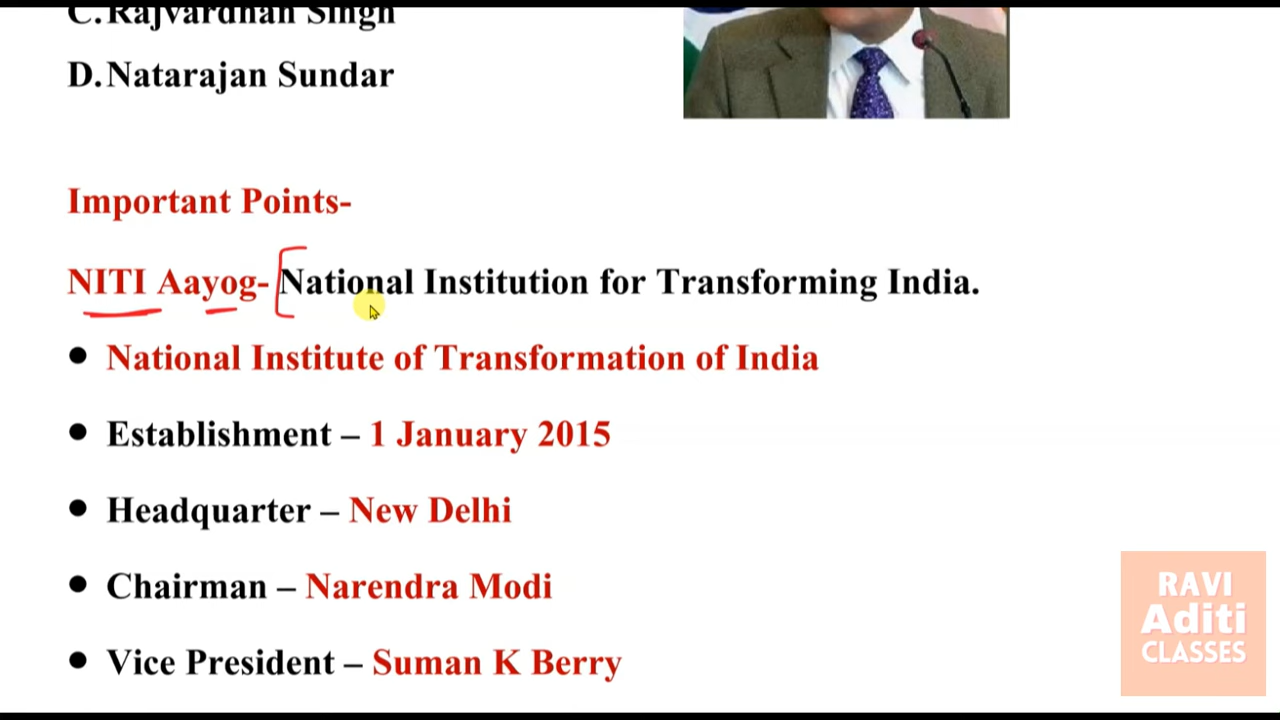 C. Rajvardhan Singh
D. Natarajan Sundar
Important Points-
NITI Aayog- National Institution for Transforming India.
● National Institute of Transformation of India
● Establishment – 1 January 2015
● Headquarter – New Delhi
● Chairman – Narendra Modi
● Vice President – Suman K Berry
RAVI
Aditi
CLASSES